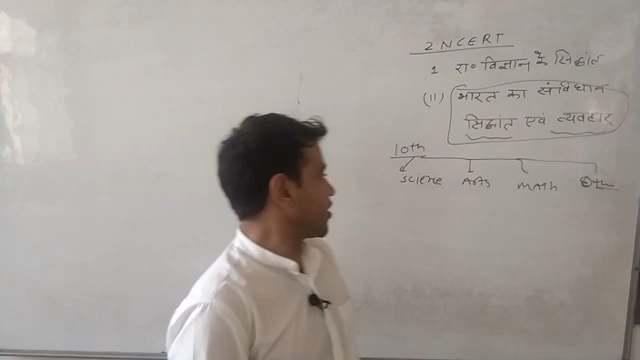 2 NCERT
1 रा० विज्ञान के सिद्धांत
(II) भारत का संविधान
सिद्धांत एवं व्यवहार
10th
Science Arts Math